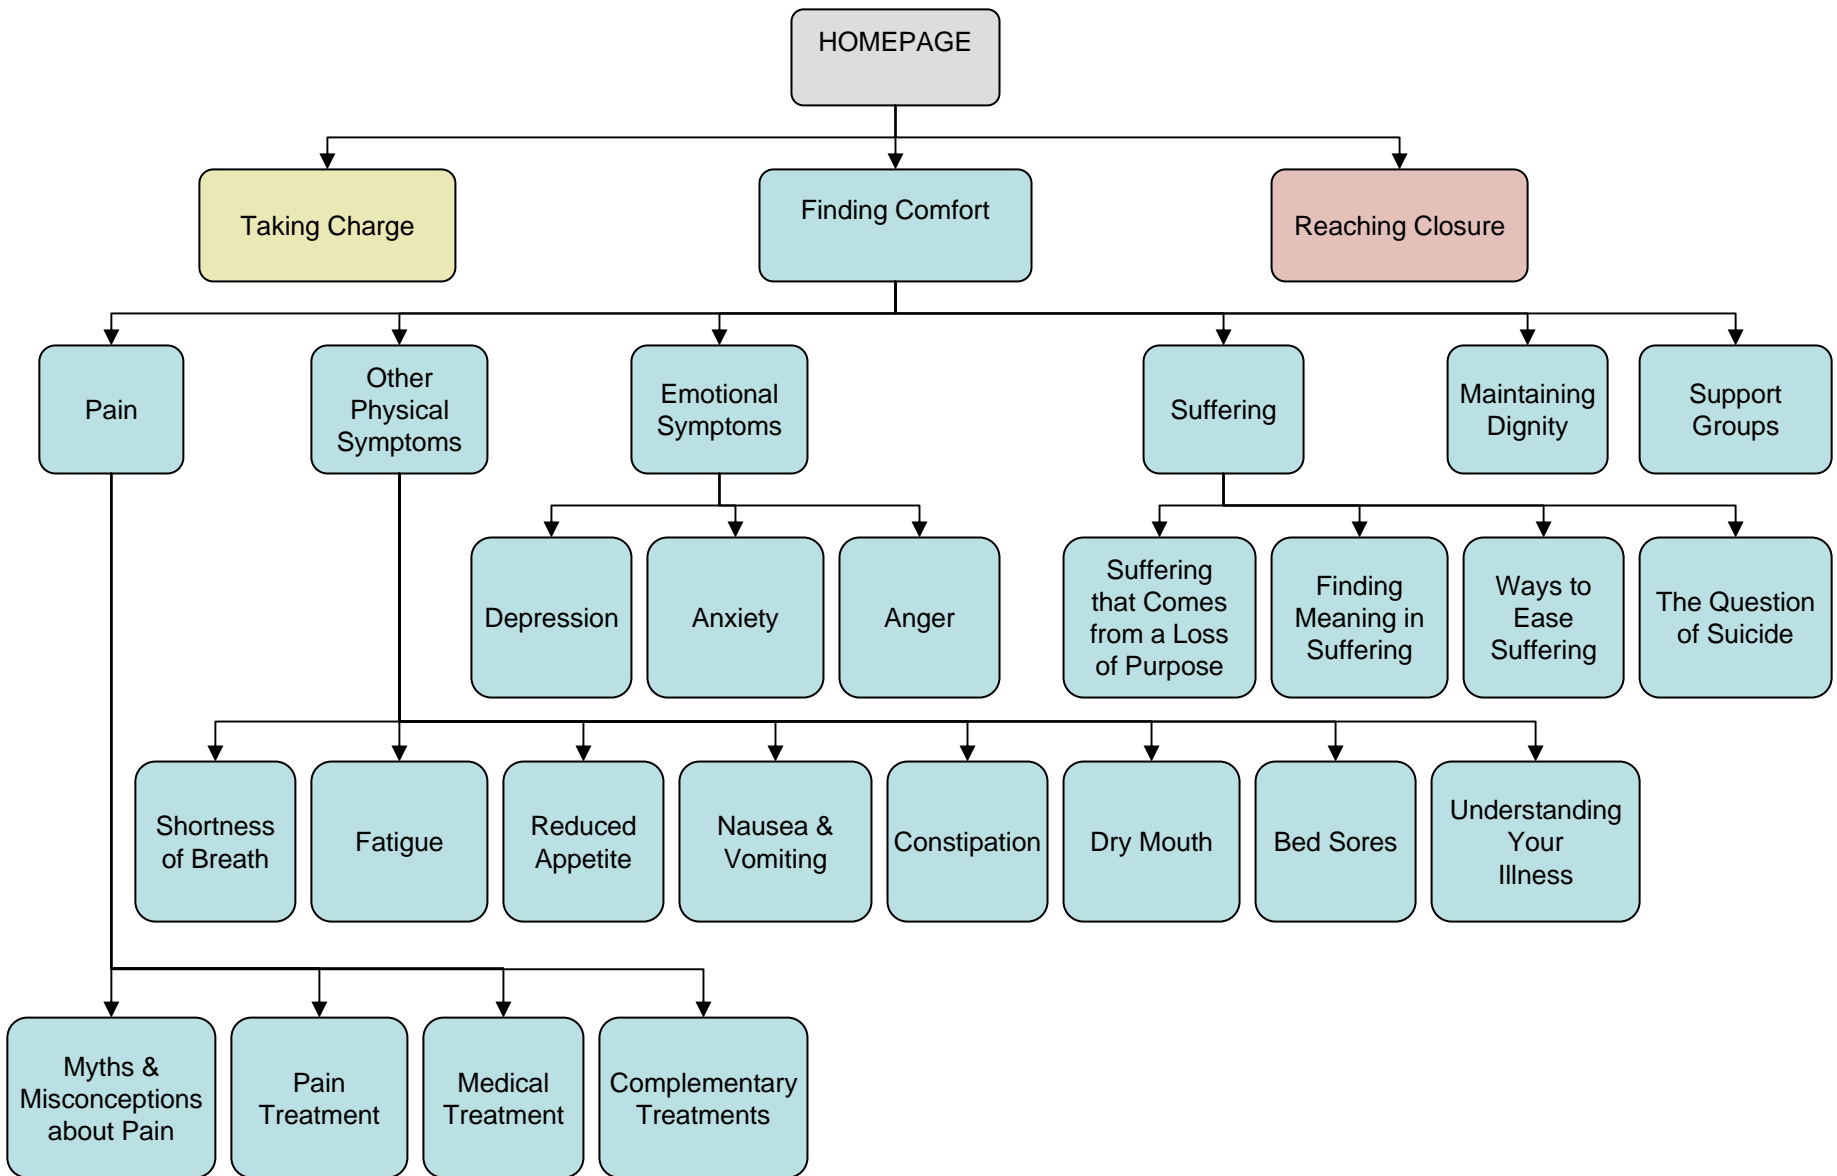 HOMEPAGE
Taking Charge
Finding Comfort
Reaching Closure
Pain
Other
Physical
Symptoms
Emotional
Symptoms
Suffering
Maintaining
Dignity
Support
Groups
Depression
Anxiety
Anger
Suffering
that Comes
from a Loss
of Purpose
Finding
Meaning in
Suffering
Ways to
Ease
Suffering
The Question
of Suicide
Shortness
of Breath
Fatigue
Reduced
Appetite
Nausea &
Vomiting
Constipation
Dry Mouth
Bed Sores
Understanding
Your
Illness
Myths &
Misconceptions
about Pain
Pain
Treatment
Medical
Treatment
Complementary
Treatments